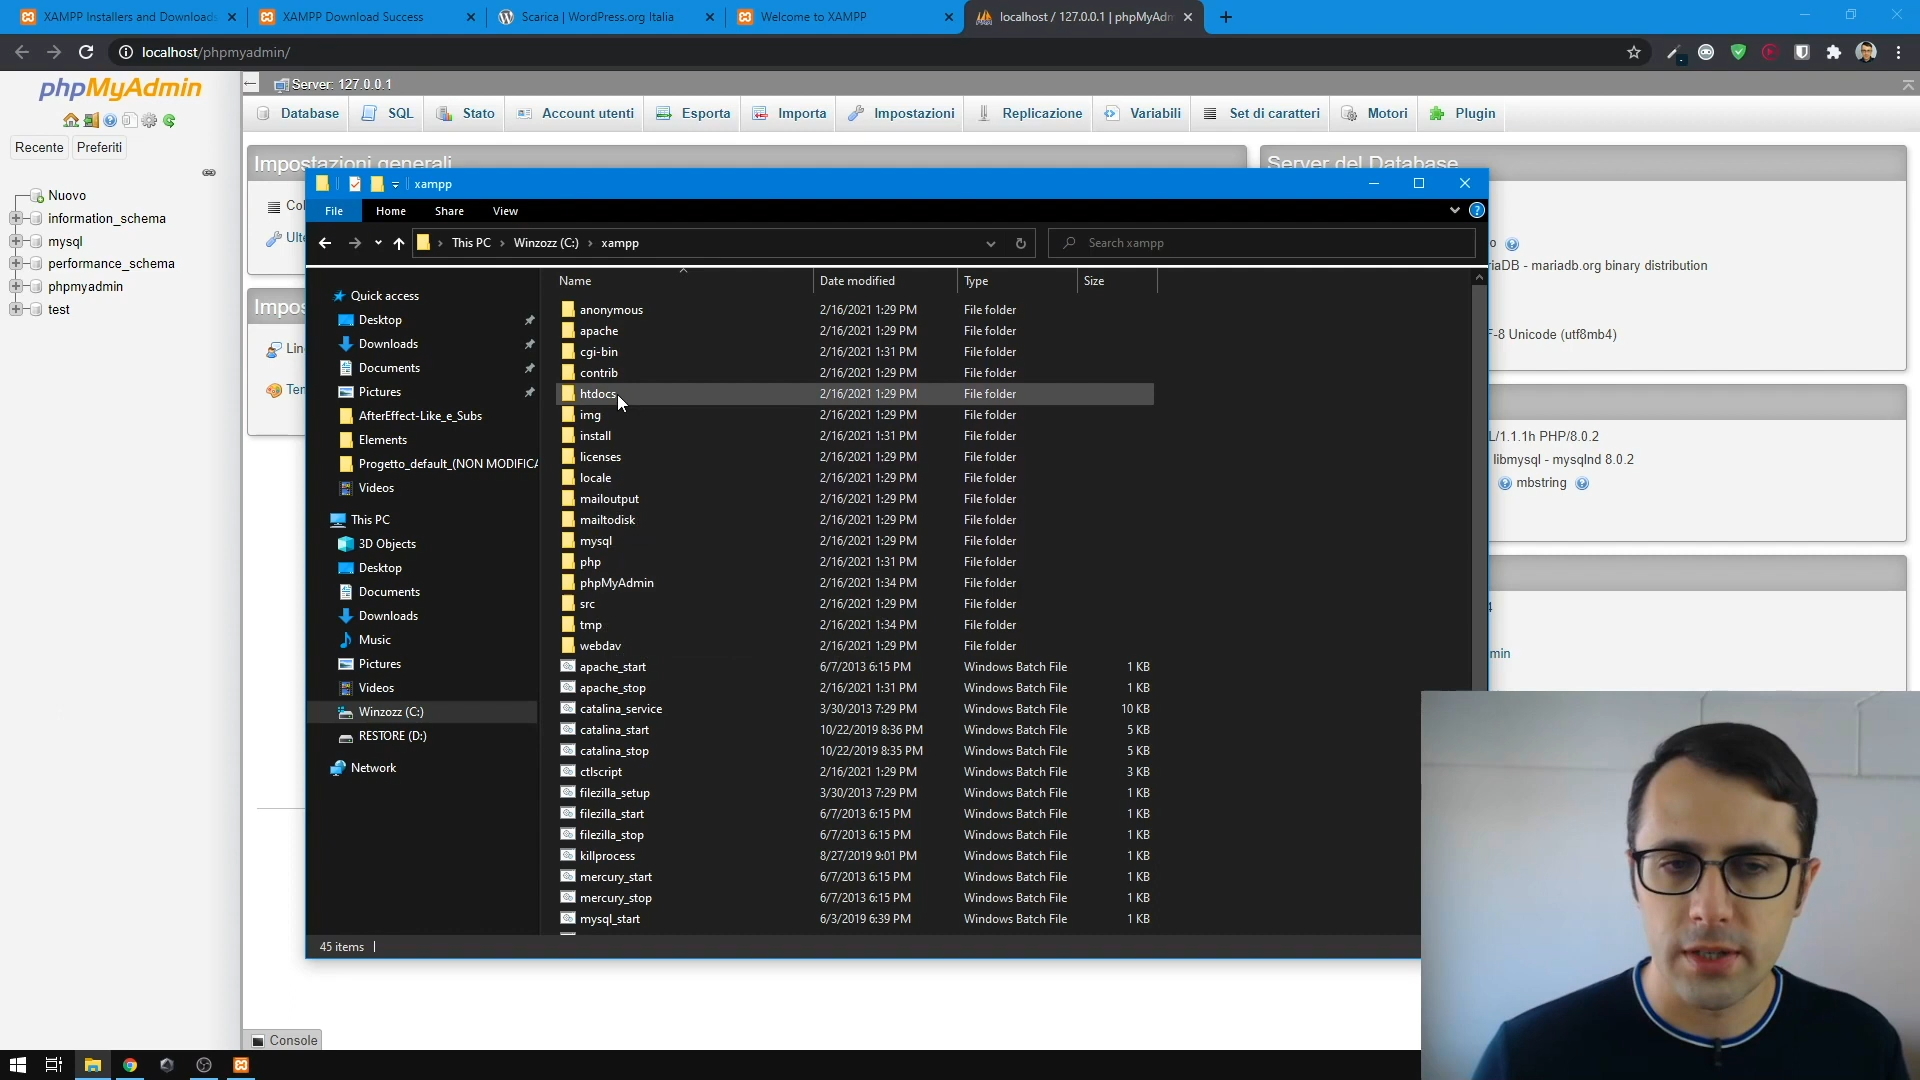 XAMPP Installers and Downloads
XAMPP Download Success
Scarica | WordPress.org Italia
Welcome to XAMPP
localhost / 127.0.0.1 | phpMyAdm
localhost/phpmyadmin/
phpMyAdmin
Recente
Preferiti
Nuovo
information_schema
mysql
performance_schema
phpmyadmin
test
Server: 127.0.0.1
Database
SQL
Stato
Account utenti
Esporta
Importa
Impostazioni
Replicazione
Variabili
Set di caratteri
Motori
Plugin
Impostazioni generali
Server del Database
xampp
File
Home
Share
View
This PC
Winzozz (C:)
xampp
Search xampp
Quick access
Desktop
Downloads
Documents
Pictures
AfterEffect-Like_e_Subs
Elements
Progetto_default_(NON MODIFICA
Videos
This PC
3D Objects
Desktop
Documents
Downloads
Music
Pictures
Videos
Winzozz (C:)
RESTORE (D:)
Network
Name Date modified Type Size
anonymous 2/16/2021 1:29 PM File folder
apache 2/16/2021 1:29 PM File folder
cgi-bin 2/16/2021 1:31 PM File folder
contrib 2/16/2021 1:29 PM File folder
htdocs 2/16/2021 1:29 PM File folder
img 2/16/2021 1:29 PM File folder
install 2/16/2021 1:31 PM File folder
licenses 2/16/2021 1:29 PM File folder
locale 2/16/2021 1:29 PM File folder
mailoutput 2/16/2021 1:29 PM File folder
mailtodisk 2/16/2021 1:29 PM File folder
mysql 2/16/2021 1:29 PM File folder
php 2/16/2021 1:31 PM File folder
phpMyAdmin 2/16/2021 1:34 PM File folder
src 2/16/2021 1:29 PM File folder
tmp 2/16/2021 1:34 PM File folder
webdav 2/16/2021 1:29 PM File folder
apache_start 6/7/2013 6:15 PM Windows Batch File 1 KB
apache_stop 2/16/2021 1:31 PM Windows Batch File 1 KB
catalina_service 3/30/2013 7:29 PM Windows Batch File 10 KB
catalina_start 10/22/2019 8:36 PM Windows Batch File 5 KB
catalina_stop 10/22/2019 8:35 PM Windows Batch File 5 KB
ctlscript 2/16/2021 1:29 PM Windows Batch File 3 KB
filezilla_setup 3/30/2013 7:29 PM Windows Batch File 1 KB
filezilla_start 6/7/2013 6:15 PM Windows Batch File 1 KB
filezilla_stop 6/7/2013 6:15 PM Windows Batch File 1 KB
killprocess 8/27/2019 9:01 PM Windows Batch File 1 KB
mercury_start 6/7/2013 6:15 PM Windows Batch File 1 KB
mercury_stop 6/7/2013 6:15 PM Windows Batch File 1 KB
mysql_start 6/3/2019 6:39 PM Windows Batch File 1 KB
45 items
Col
Ulte
Impos
Lin
Ter
iaDB - mariadb.org binary distribution
F-8 Unicode (utf8mb4)
L/1.1.1h PHP/8.0.2
libmysql - mysqlnd 8.0.2
mbstring
min
Console